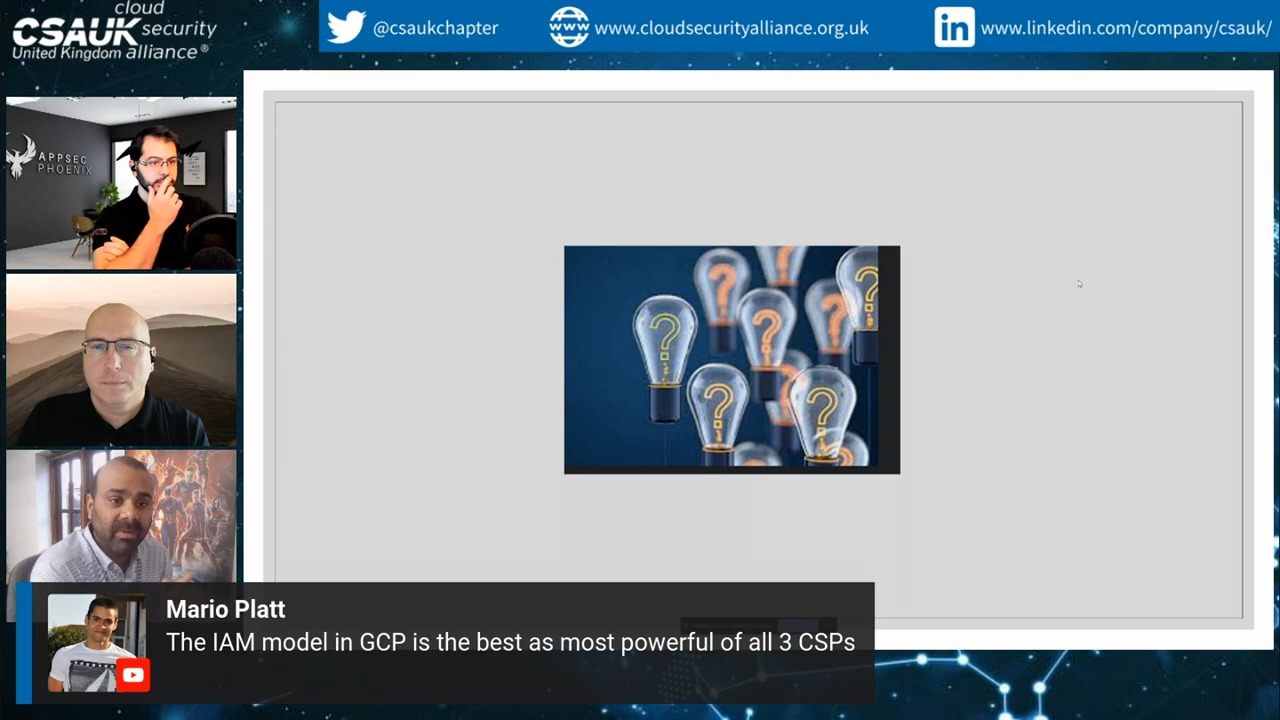 cloud
CSAUK security
United Kingdom alliance®
@csaukchapter
www.cloudsecurityalliance.org.uk
in
www.linkedin.com/company/csauk/
APPSEC
PHOENIX
? ? ? ? ? ? ?
Mario Platt
The IAM model in GCP is the best as most powerful of all 3 CSPs